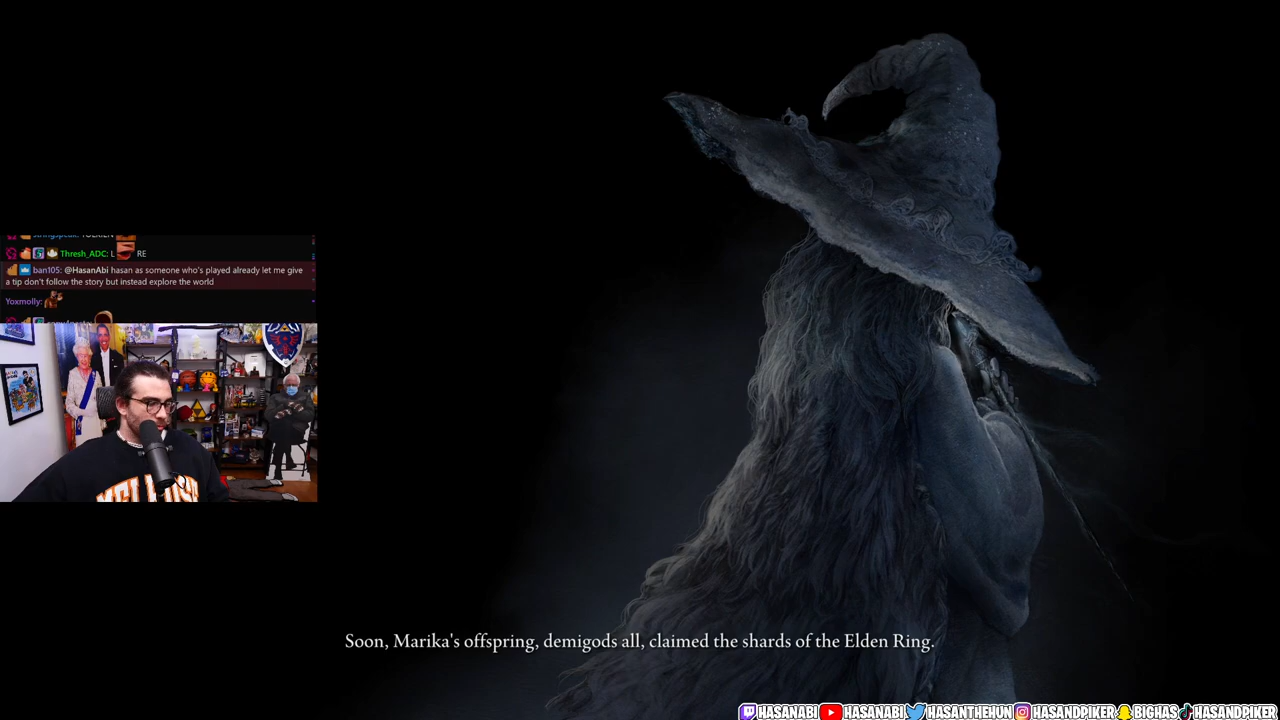 Thresh_ADC: L RE
ban105: @HasanAbi hasan as someone who's played already let me give
a tip don't follow the story but instead explore the world
Yoxmolly:
Soon, Marika's offspring, demigods all, claimed the shards of the Elden Ring.
HASANABI HASANABI HASANTHEHUN HASANDPIKER BIGHAS HASANDPIKER